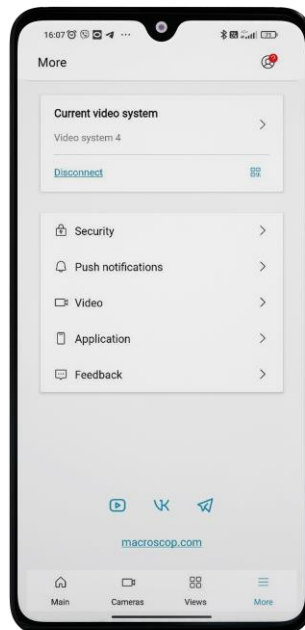 16:07
More
Current video system
Video system 4
Disconnect
Security
Push notifications
Video
Application
Feedback
macroscop.com
Main Cameras Views More